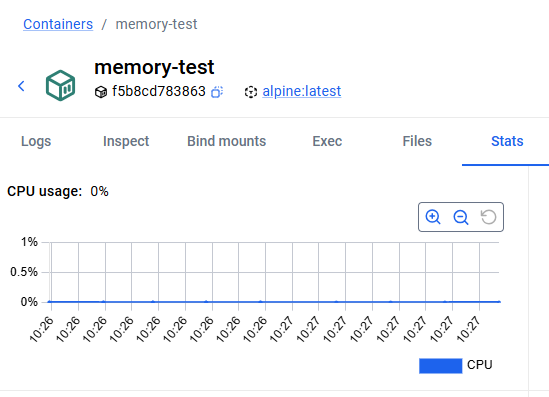 Containers / memory-test
memory-test
f5b8cd783863 alpine:latest
Logs Inspect Bind mounts Exec Files Stats
CPU usage: 0%
1%
0.5%
0%
10:26 10:26 10:26 10:26 10:26 10:26 10:26 10:26 10:27 10:27 10:27 10:27 10:27 10:27 10:27 10:27 10:27
CPU